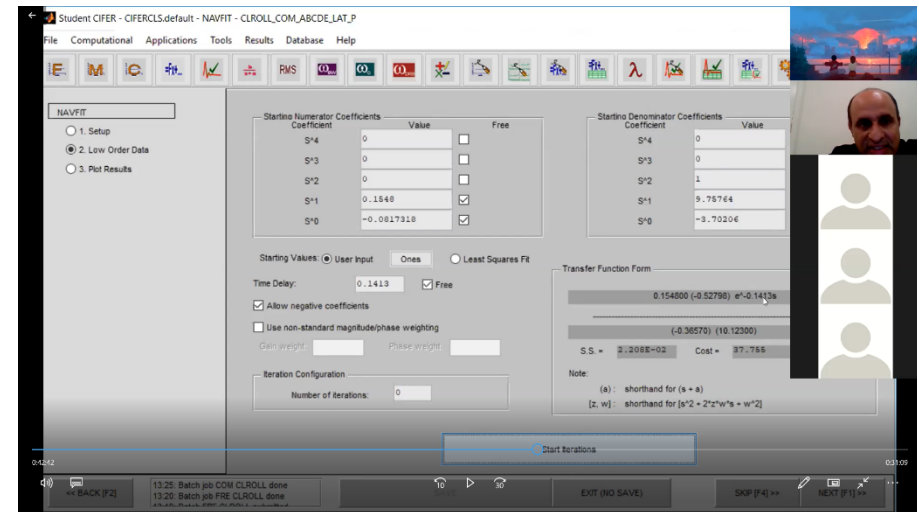 Student CIFER - CIFERCLS.default - NAVFIT - CLROLL_COM_ABCDE_LAT_P
File Computational Applications Tools Results Database Help
RMS
NAVFIT
1. Setup
2. Low Order Data
3. Plot Results
Starting Numerator Coefficients
Coefficient Value Free
S^4 0
S^3 0
S^2 0
S^1 0.1548
S^0 -0.0817318
Starting Denominator Coefficients
Coefficient Value
S^4 0
S^3 0
S^2 1
S^1 9.75764
S^0 -3.70206
Starting Values: User Input Ones Least Squares Fit
Time Delay: 0.1413 Free
Allow negative coefficients
Use non-standard magnitude/phase weighting
Gain weight: Phase weight:
Iteration Configuration
Number of iterations: 0
Transfer Function Form
0.154800 (-0.52798) e^-0.1413s
(-0.36570) (10.12300)
S.S. = 2.208E-02 Cost = 37.755
Note:
(a) : shorthand for (s + a)
[z, w] : shorthand for [s^2 + 2*z*w*s + w^2]
Start Iterations
0:42:42
0:31:09
10
30
<< BACK [F2]
13:25: Batch job COM CLROLL done
13:20: Batch job FRE CLROLL done
SAVE
EXIT (NO SAVE)
SKIP [F4] >>
NEXT [F1] >>